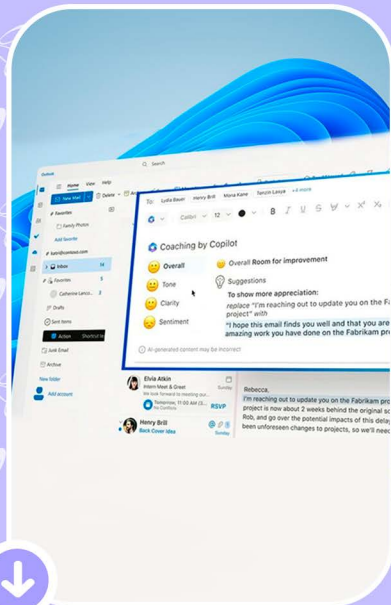 Outlook
Search
Home View Help
New mail
Delete
To: Lydia Bauer Henry Brill Mona Kane Tanzin Lasya +4 more
Calibri 12 B I U S
Favorites
Family Photos
Add favorite
Inbox 14
Favorites 5
Catherine Lanco... 2
Drafts
Sent Items
Action Shortcut
Junk Email
Archive
New folder
Add account
Coaching by Copilot
Overall
Tone
Clarity
Sentiment
Overall Room for improvement
Suggestions
To show more appreciation:
replace "I'm reaching out to update you on the
project" with
"I hope this email finds you well and that you are
amazing work you have done on the Fabrikam
AI-generated content may be incorrect
Elvia Atkin
Intern Meet & Greet Sunday
We look forward to meeting our...
Tomorrow, 11:00 AM
No Conflicts RSVP
Henry Brill
Back Cover Idea Sunday
Rebecca,
I'm reaching out to update you on the Fabrikam
project is now about 2 weeks behind the original
Rob, and go over the potential impacts of this
been unforeseen changes to projects, so we'll